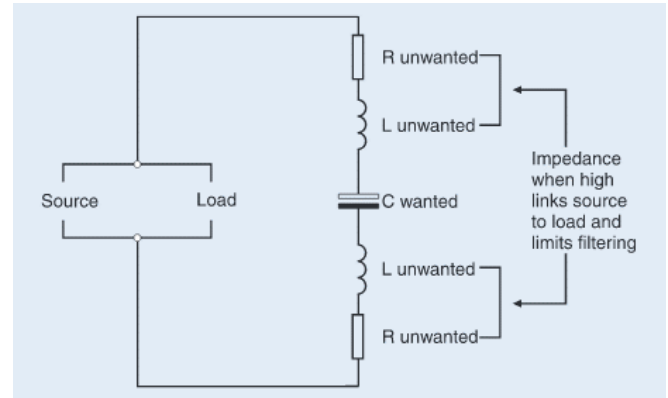 R unwanted
L unwanted
Source
Load
C wanted
Impedance
when high
links source
to load and
limits filtering
L unwanted
R unwanted